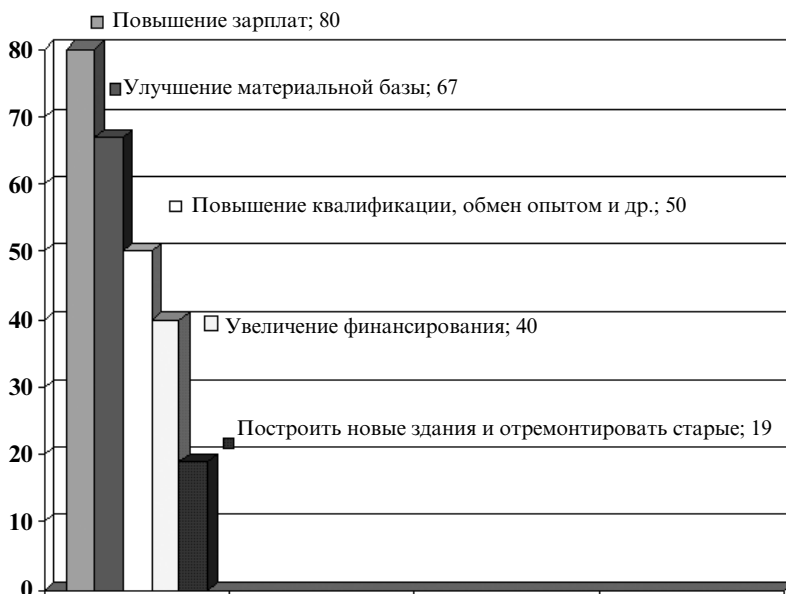 Повышение зарплат; 80
80
Улучшение материальной базы; 67
70
60
Повышение квалификации, обмен опытом и др.; 50
50
40
Увеличение финансирования; 40
30
Построить новые здания и отремонтировать старые; 19
20
10
0